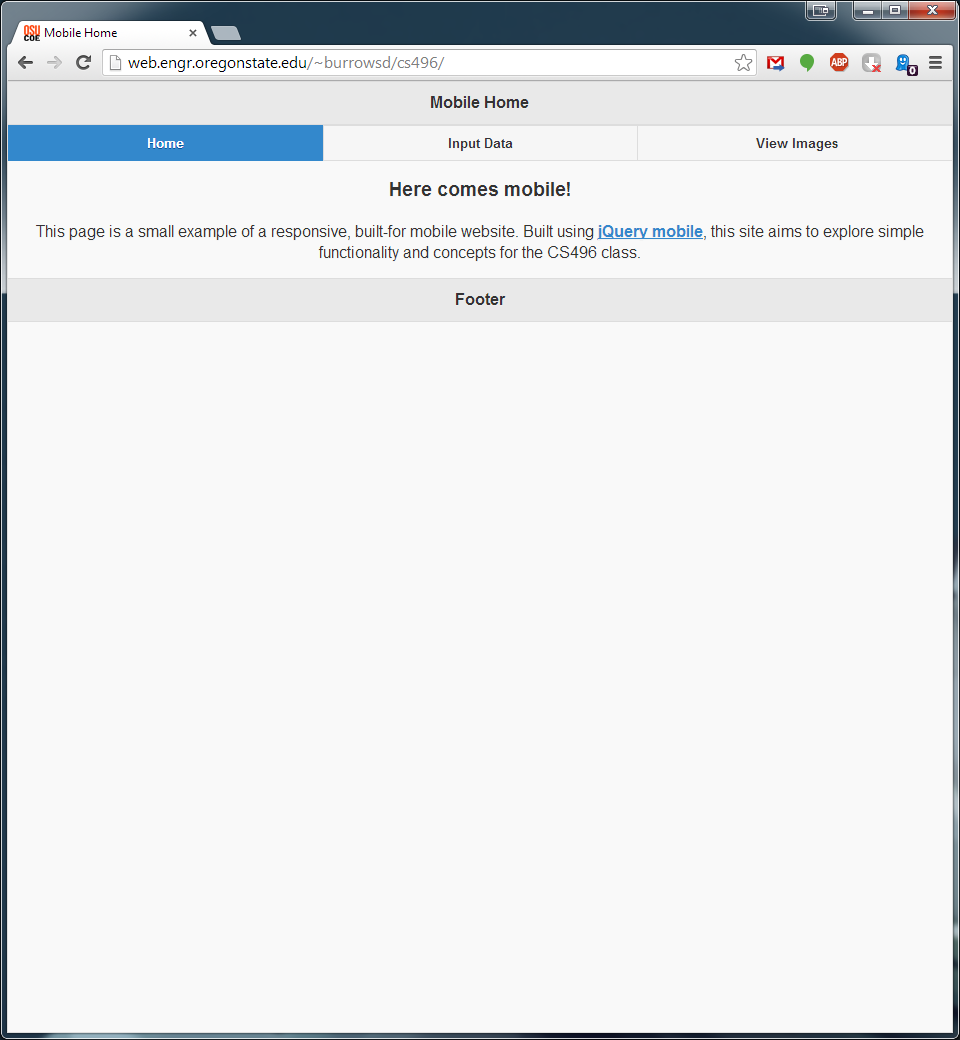 OSU
COE
Mobile Home
web.engr.oregonstate.edu/~burrowsd/cs496/
ABP
0
Mobile Home
Home
Input Data
View Images
Here comes mobile!
This page is a small example of a responsive, built-for mobile website. Built using jQuery mobile, this site aims to explore simple
functionality and concepts for the CS496 class.
Footer